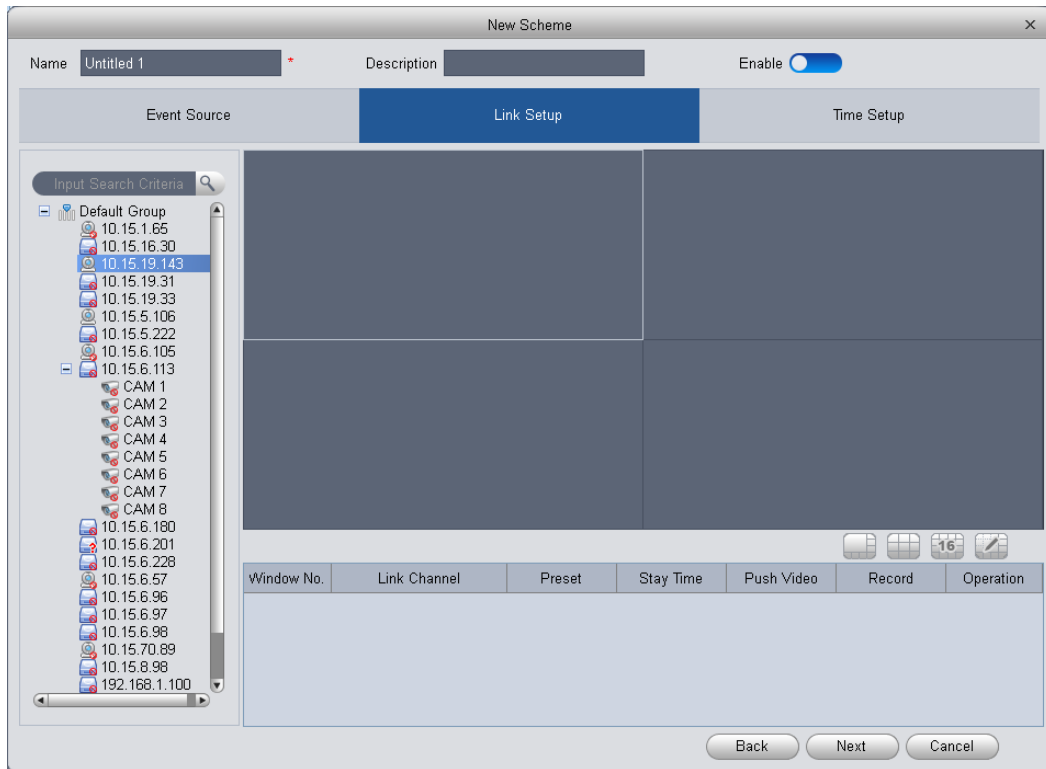 New Scheme
Name Untitled 1 * Description Enable
Event Source Link Setup Time Setup
Input Search Criteria
Default Group
10.15.1.65
10.15.16.30
10.15.19.143
10.15.19.31
10.15.19.33
10.15.5.106
10.15.5.222
10.15.6.105
10.15.6.113
CAM 1
CAM 2
CAM 3
CAM 4
CAM 5
CAM 6
CAM 7
CAM 8
10.15.6.180
10.15.6.201
10.15.6.228
10.15.6.57
10.15.6.96
10.15.6.97
10.15.6.98
10.15.70.89
10.15.8.98
192.168.1.100
16
Window No. Link Channel Preset Stay Time Push Video Record Operation
Back Next Cancel